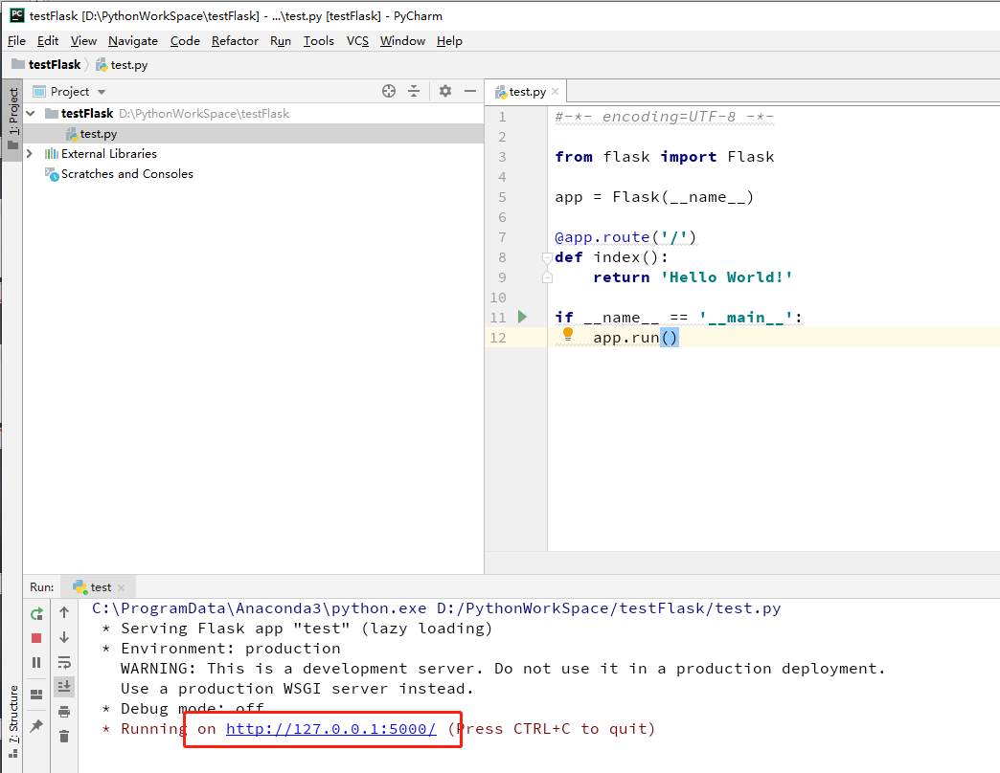 testFlask [D:\PythonWorkSpace\testFlask] - ...\test.py [testFlask] - PyCharm
File Edit View Navigate Code Refactor Run Tools VCS Window Help
testFlask test.py
1: Project
Project
testFlask D:\PythonWorkSpace\testFlask
test.py
External Libraries
Scratches and Consoles
test.py
1 #-*- encoding=UTF-8 -*-
2
3 from flask import Flask
4
5 app = Flask(__name__)
6
7 @app.route('/')
8 def index():
9 return 'Hello World!'
10
11 if __name__ == '__main__':
12 app.run()
Run: test
7: Structure
C:\ProgramData\Anaconda3\python.exe D:/PythonWorkSpace/testFlask/test.py
* Serving Flask app "test" (lazy loading)
* Environment: production
WARNING: This is a development server. Do not use it in a production deployment.
Use a production WSGI server instead.
* Debug mode: off
* Running on http://127.0.0.1:5000/ (Press CTRL+C to quit)